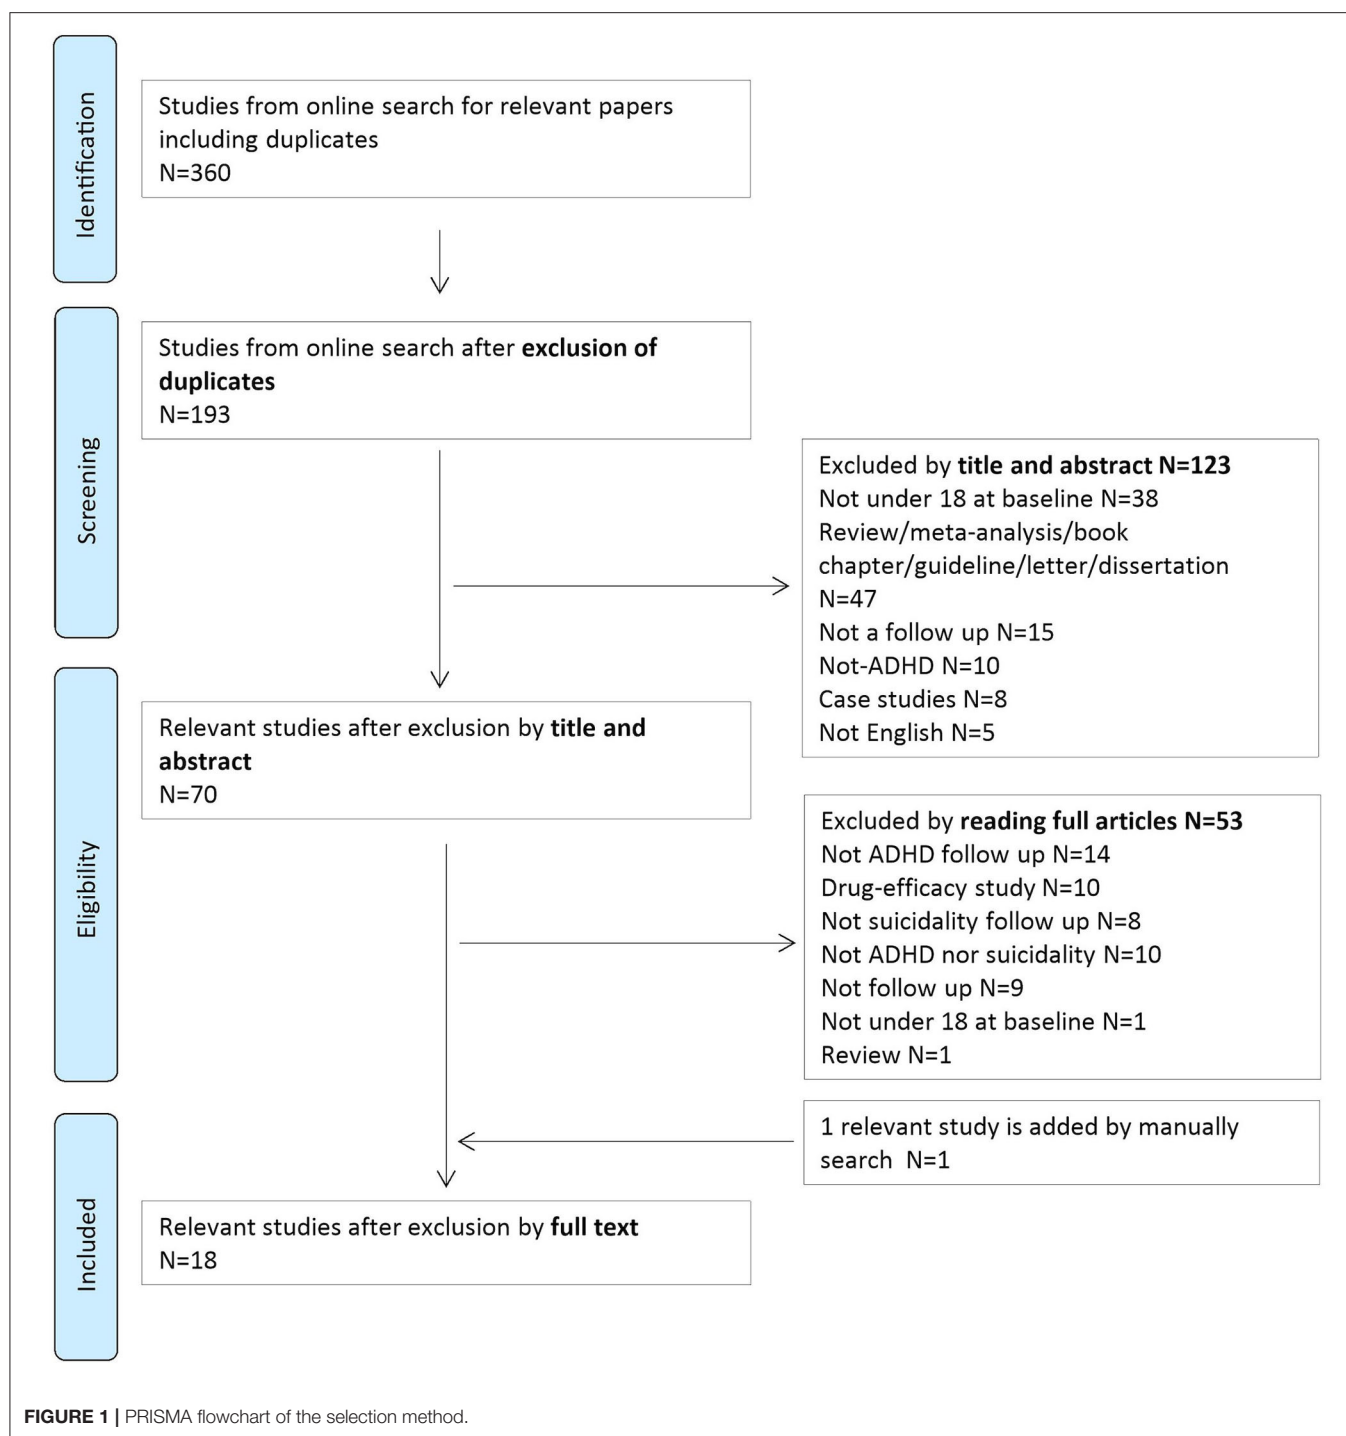 Identification
Studies from online search for relevant papers
including duplicates
N=360
Screening
Studies from online search after exclusion of
duplicates
N=193
Excluded by title and abstract N=123
Not under 18 at baseline N=38
Review/meta-analysis/book
chapter/guideline/letter/dissertation
N=47
Not a follow up N=15
Not-ADHD N=10
Case studies N=8
Not English N=5
Eligibility
Relevant studies after exclusion by title and
abstract
N=70
Excluded by reading full articles N=53
Not ADHD follow up N=14
Drug-efficacy study N=10
Not suicidality follow up N=8
Not ADHD nor suicidality N=10
Not follow up N=9
Not under 18 at baseline N=1
Review N=1
1 relevant study is added by manually
search N=1
Included
Relevant studies after exclusion by full text
N=18
FIGURE 1 | PRISMA flowchart of the selection method.